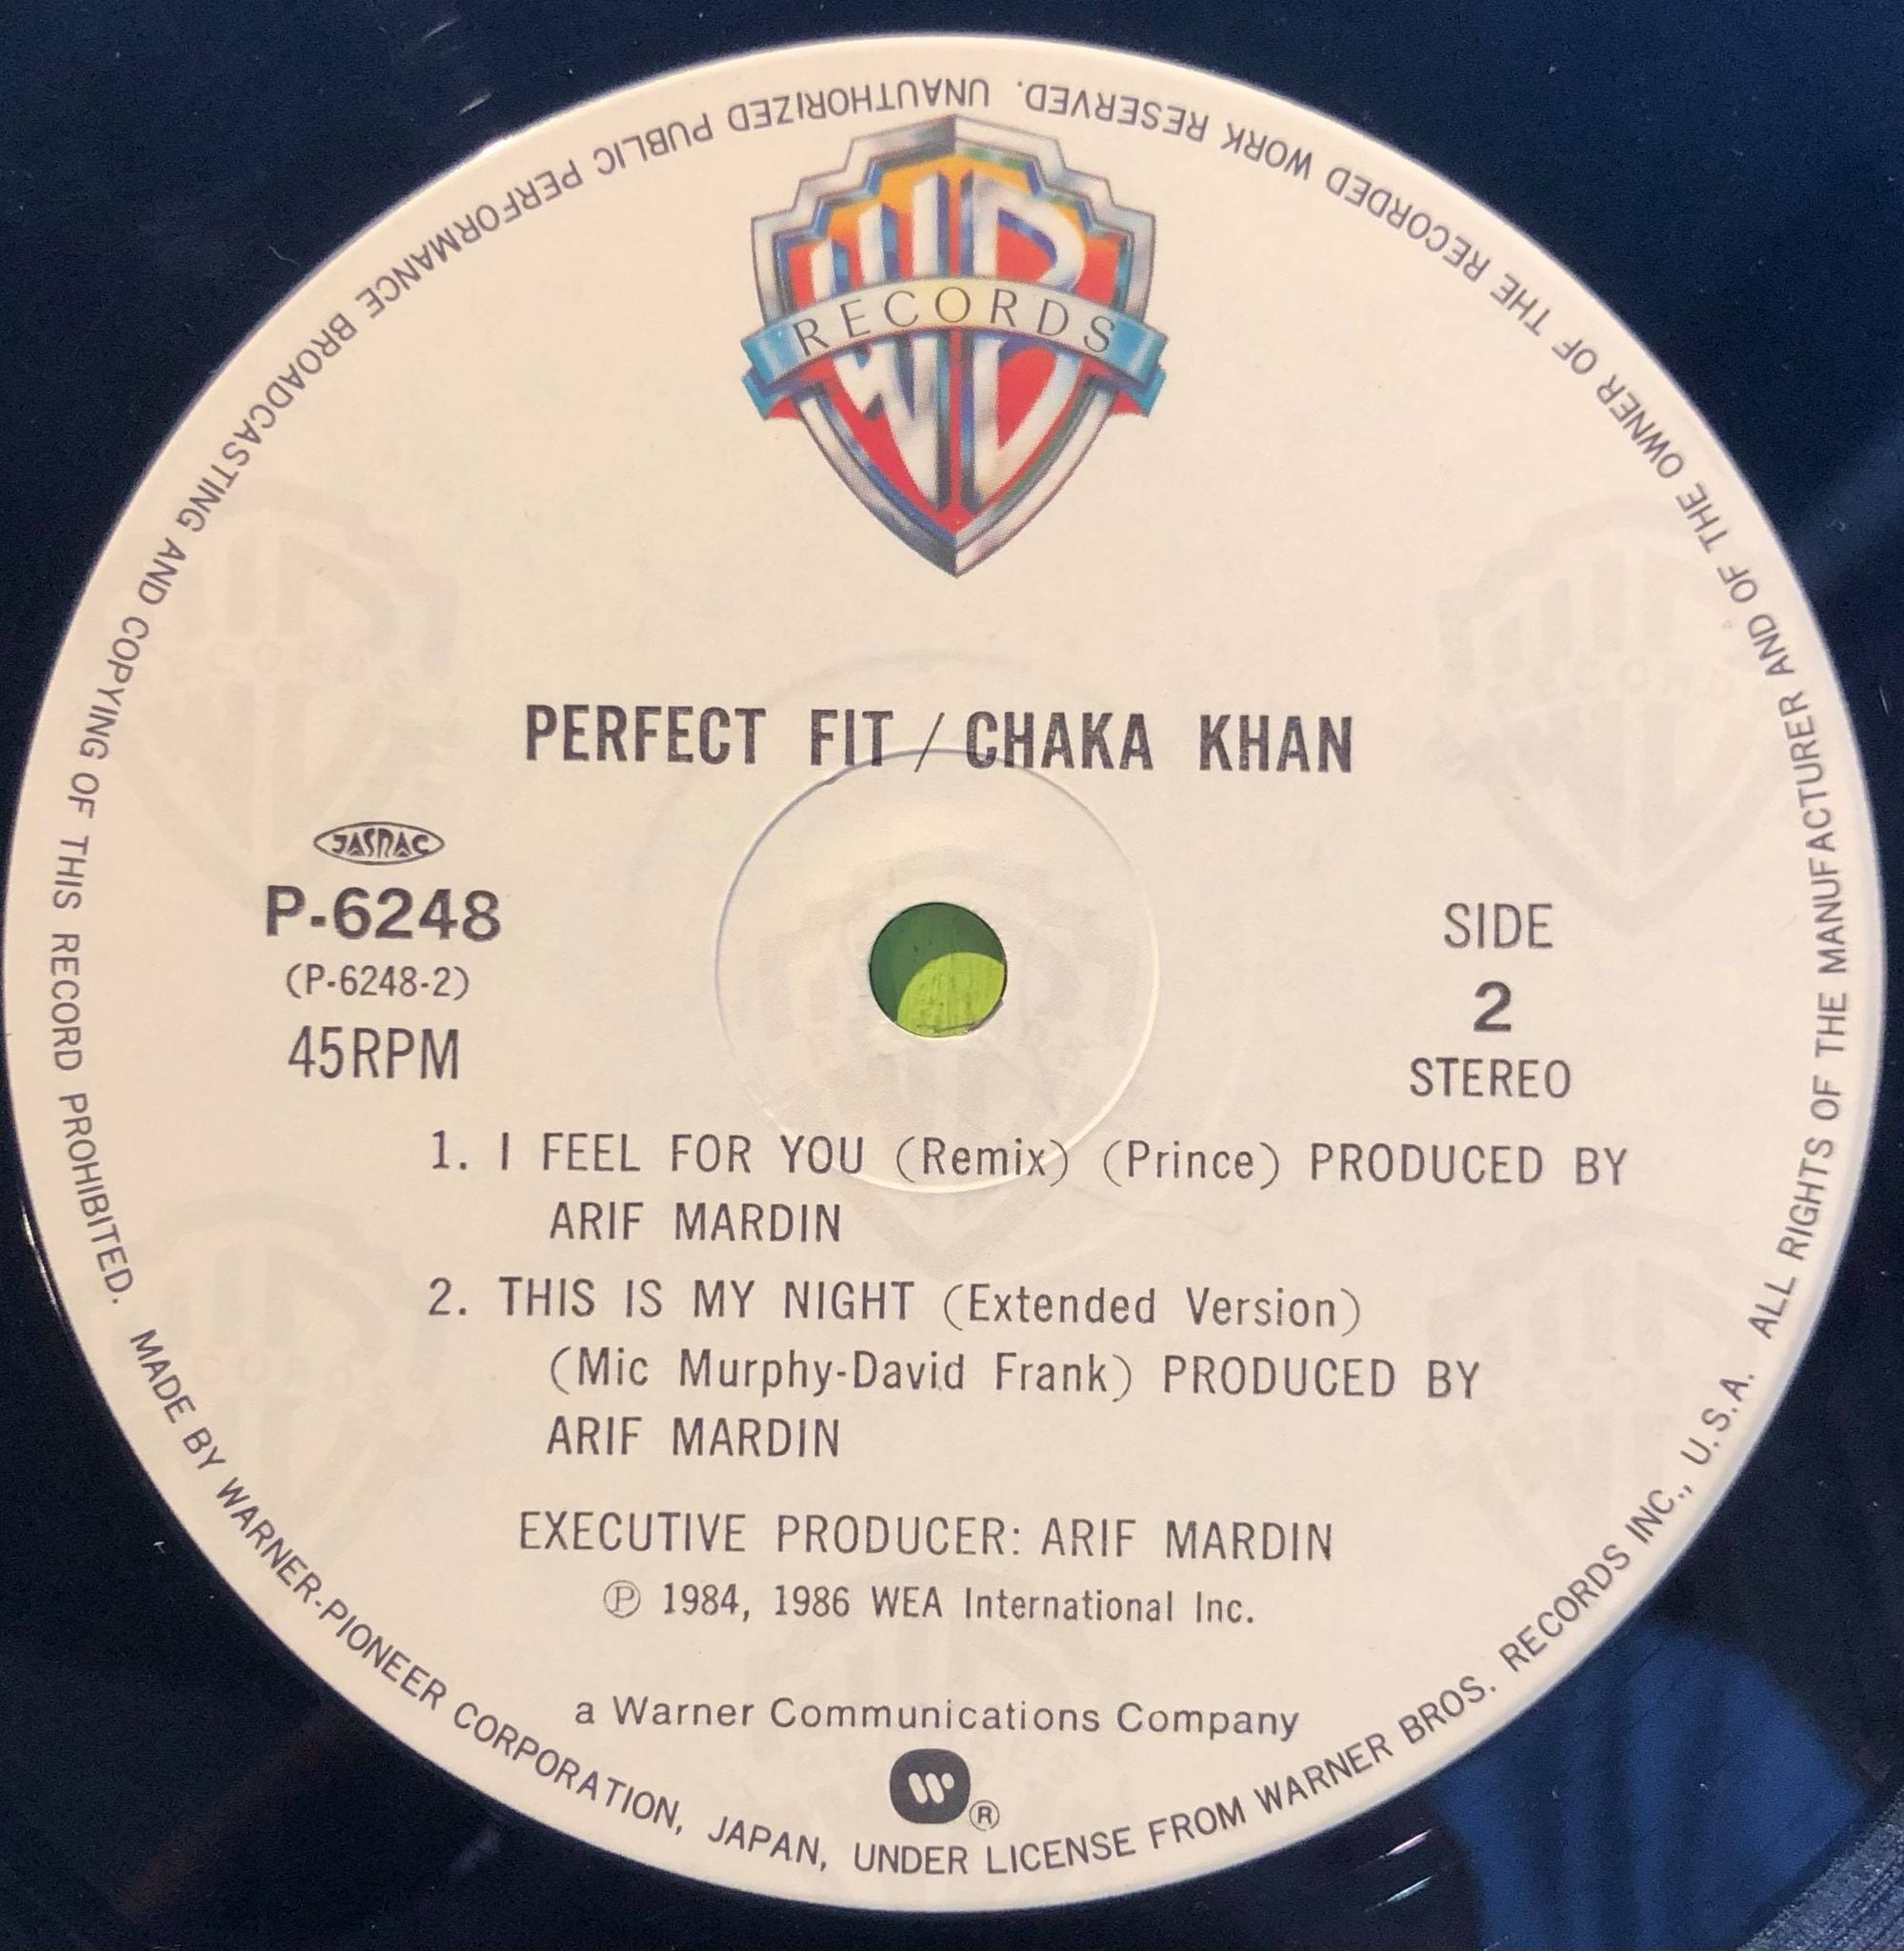 WB
RECORDS
PERFECT FIT / CHAKA KHAN
JASRAC
P-6248
(P-6248-2)
45RPM
SIDE
2
STEREO
1. I FEEL FOR YOU (Remix) (Prince) PRODUCED BY
ARIF MARDIN
2. THIS IS MY NIGHT (Extended Version)
(Mic Murphy-David Frank) PRODUCED BY
ARIF MARDIN
EXECUTIVE PRODUCER: ARIF MARDIN
Ⓟ 1984, 1986 WEA International Inc.
a Warner Communications Company
W®
MADE BY WARNER-PIONEER CORPORATION, JAPAN, UNDER LICENSE FROM WARNER BROS. RECORDS INC., U.S.A. ALL RIGHTS OF THE MANUFACTURER AND OF THE OWNER OF THE RECORDED WORK RESERVED. UNAUTHORIZED PUBLIC PERFORMANCE BROADCASTING AND COPYING OF THIS RECORD PROHIBITED.